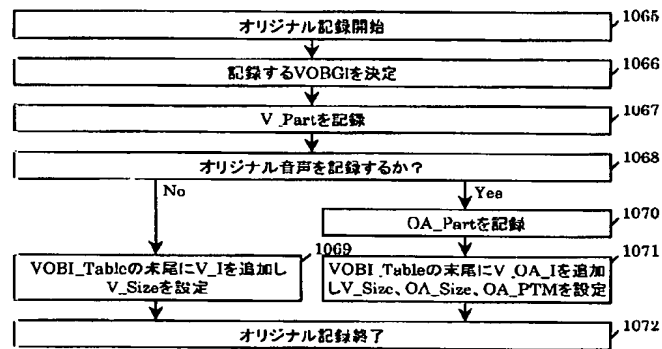 オリジナル記録開始
1065
記録するVOBGIを決定
1066
V_Partを記録
1067
オリジナル音声を記録するか？
1068
No
Yes
OA_Partを記録
1070
1069
VOBI_Tableの末尾にV_Iを追加し
V_Sizeを設定
1071
VOBI_Tableの末尾にV_OA_Iを追加
しV_Size、OA_Size、OA_PTMを設定
オリジナル記録終了
1072